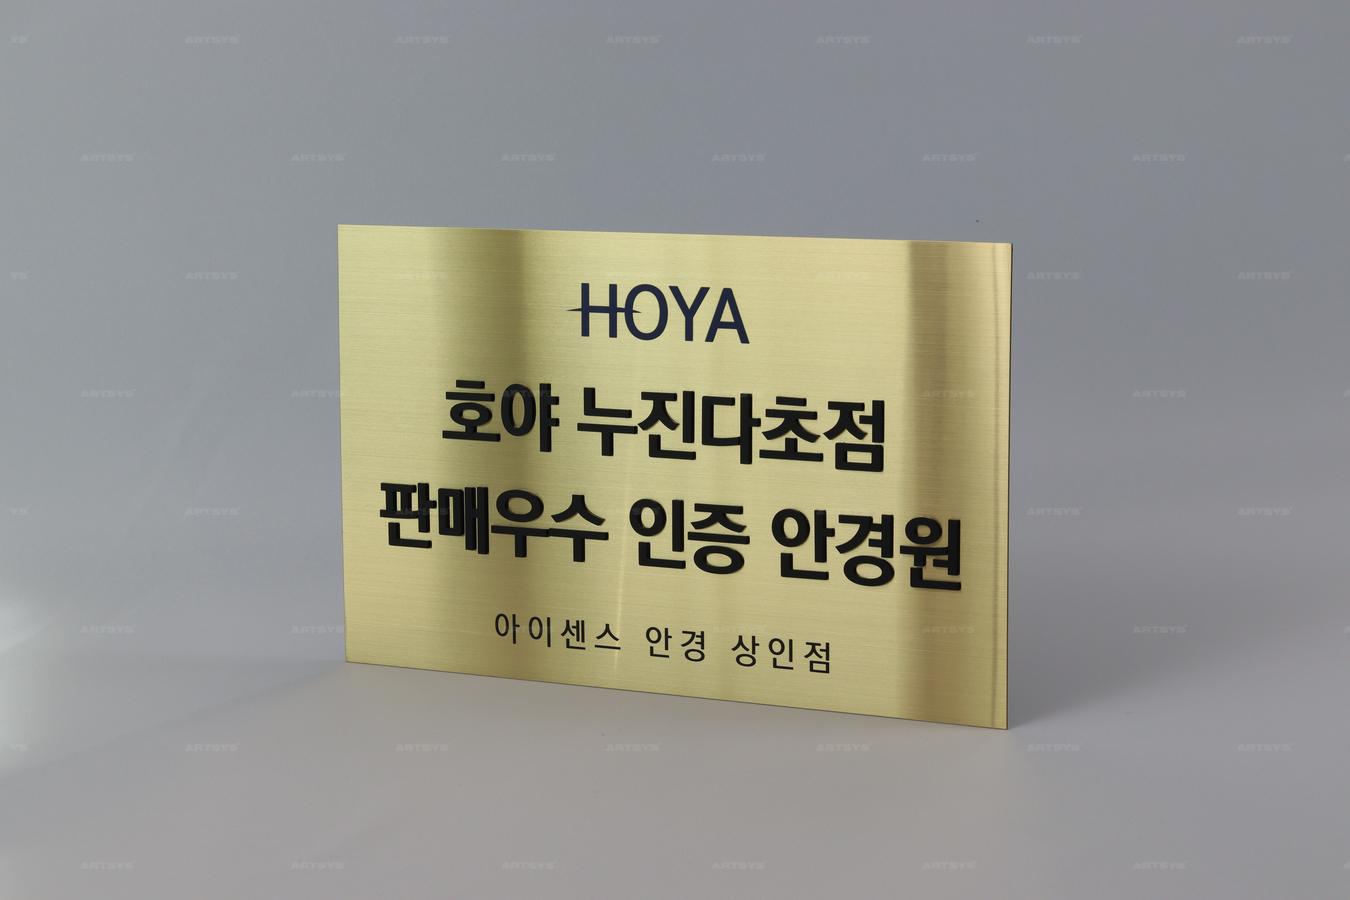 HOYA
호야 누진다초점
판매우수 인증 안경원
아이센스 안경 상인점
ARTSYS